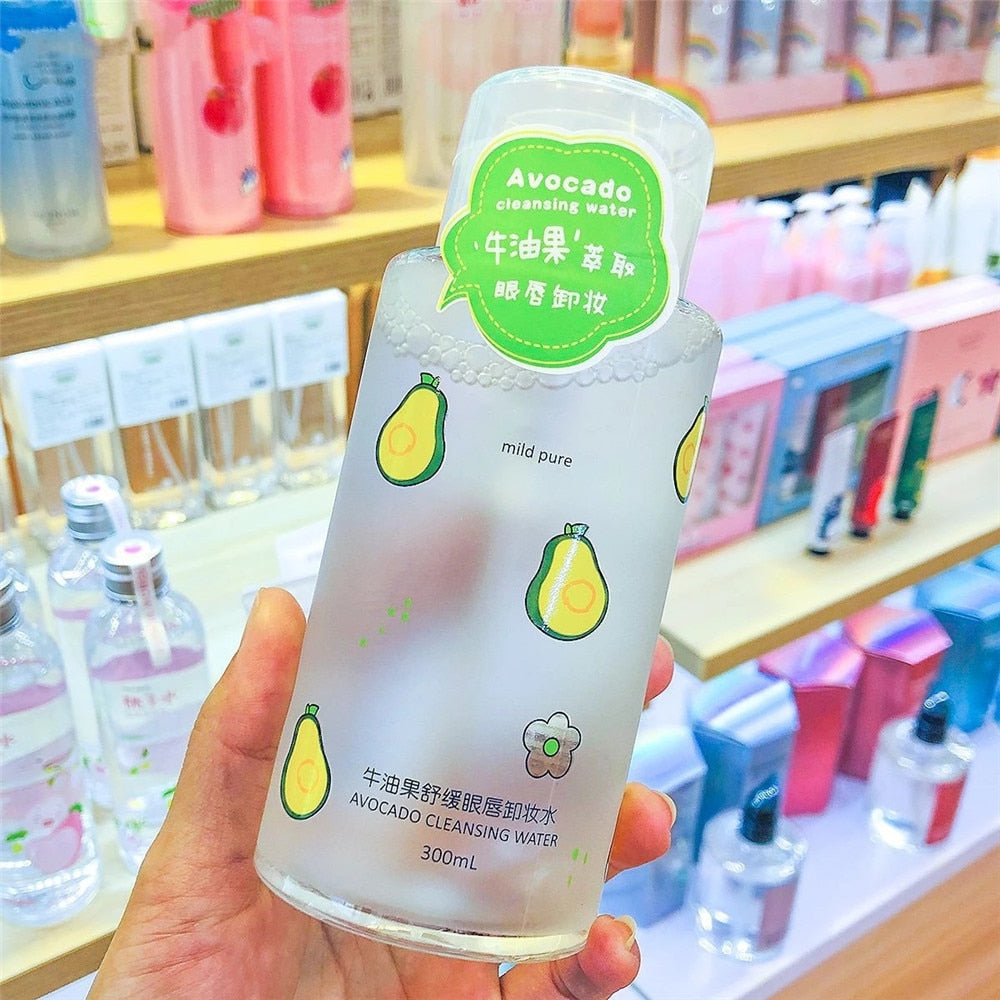 Avocado
cleansing water
牛油果萃取
眼唇卸妆
mild pure
牛油果舒缓眼唇卸妆水
AVOCADO CLEANSING WATER
300mL